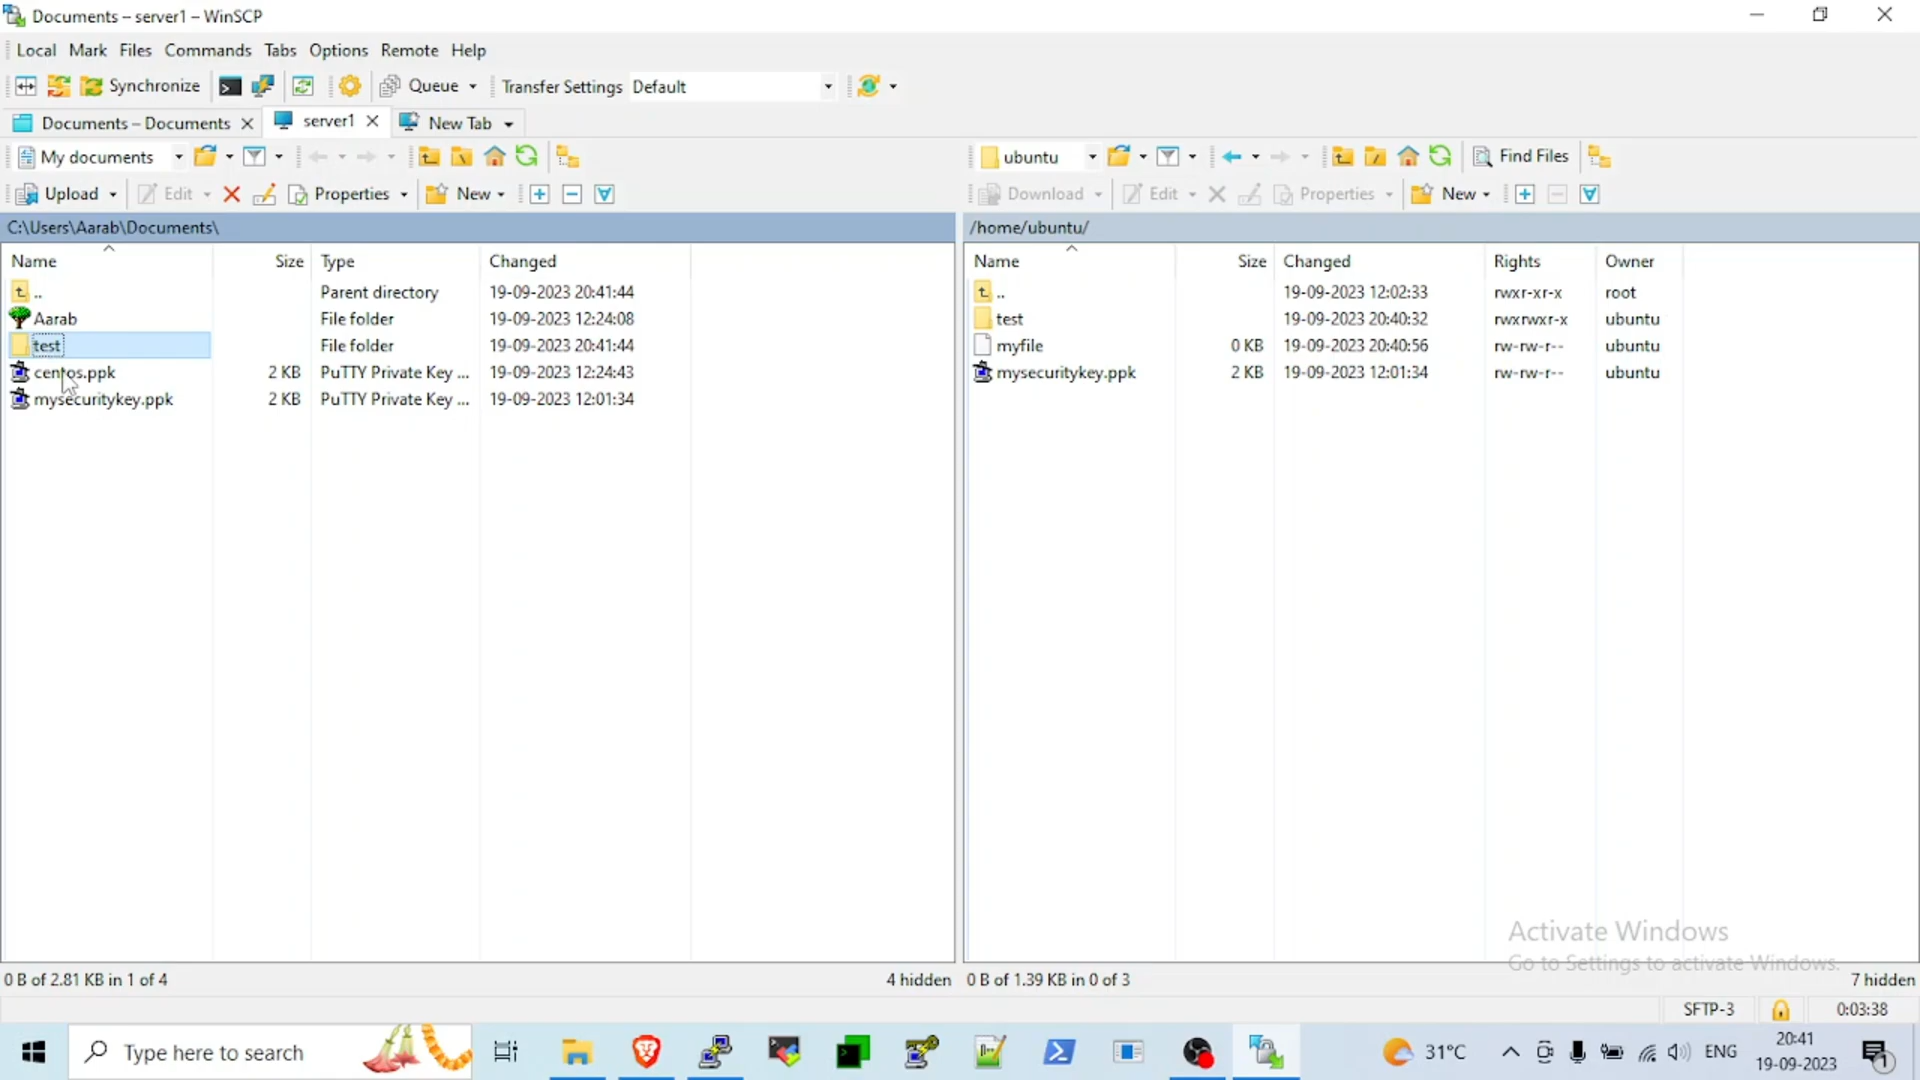 Documents – server1 – WinSCP
Local Mark Files Commands Tabs Options Remote Help
Synchronize Queue Transfer Settings Default
Documents – Documents server1 New Tab
My documents
ubuntu Find Files
Upload Edit Properties New
Download Edit Properties New
C:\Users\Aarab\Documents\
/home/ubuntu/
Name Size Type Changed
.. Parent directory 19-09-2023 20:41:44
Aarab File folder 19-09-2023 12:24:08
test File folder 19-09-2023 20:41:44
centos.ppk 2 KB PuTTY Private Key ... 19-09-2023 12:24:43
mysecuritykey.ppk 2 KB PuTTY Private Key ... 19-09-2023 12:01:34
Name Size Changed Rights Owner
.. 19-09-2023 12:02:33 rwxr-xr-x root
test 19-09-2023 20:40:32 rwxrwxr-x ubuntu
myfile 0 KB 19-09-2023 20:40:56 rw-rw-r-- ubuntu
mysecuritykey.ppk 2 KB 19-09-2023 12:01:34 rw-rw-r-- ubuntu
Activate Windows
Go to Settings to activate Windows.
0 B of 2.81 KB in 1 of 4 4 hidden
0 B of 1.39 KB in 0 of 3 7 hidden
SFTP-3 0:03:38
Type here to search
31°C ENG
20:41
19-09-2023
1